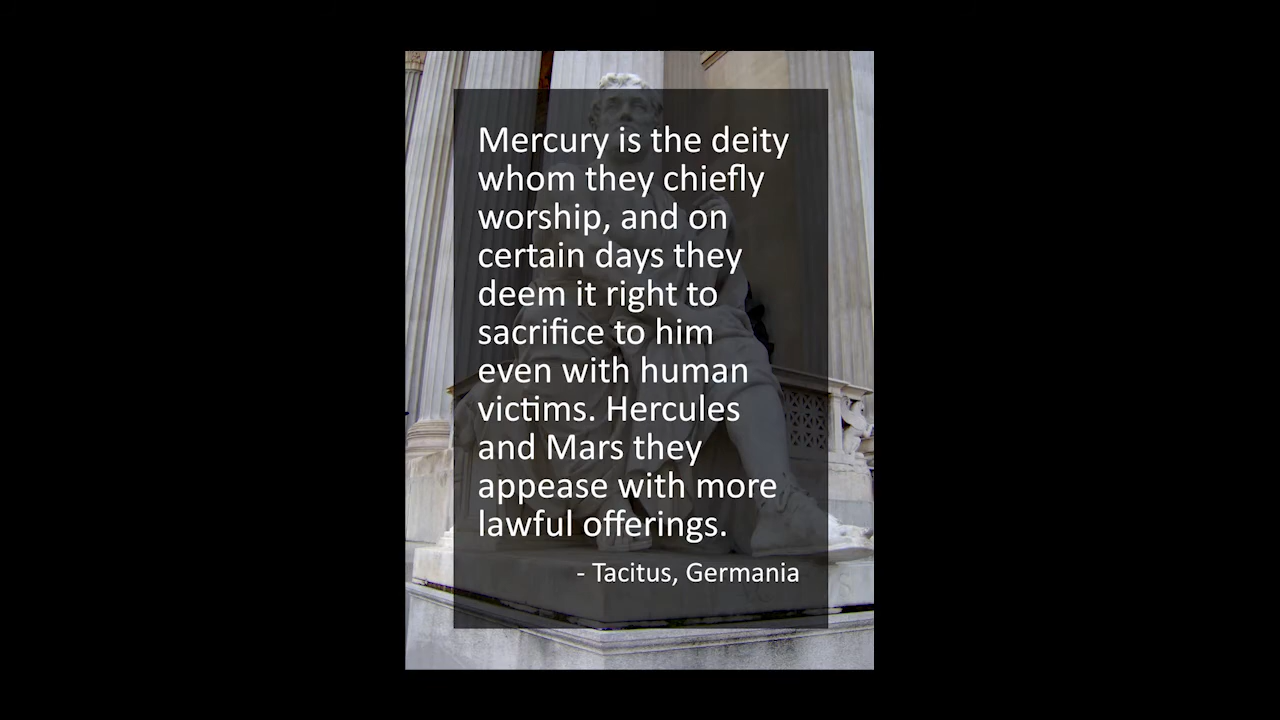 Mercury is the deity
whom they chiefly
worship, and on
certain days they
deem it right to
sacrifice to him
even with human
victims. Hercules
and Mars they
appease with more
lawful offerings.
- Tacitus, Germania